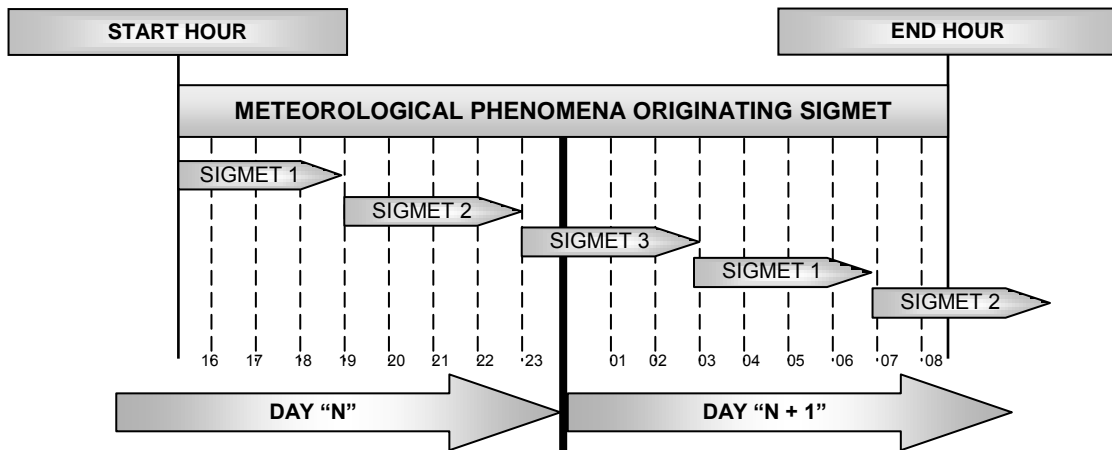 START HOUR
END HOUR
METEOROLOGICAL PHENOMENA ORIGINATING SIGMET
SIGMET 1
SIGMET 2
SIGMET 3
SIGMET 1
SIGMET 2
16 17 18 19 20 21 22 23 01 02 03 04 05 06 07 08
DAY “N” DAY “N + 1”